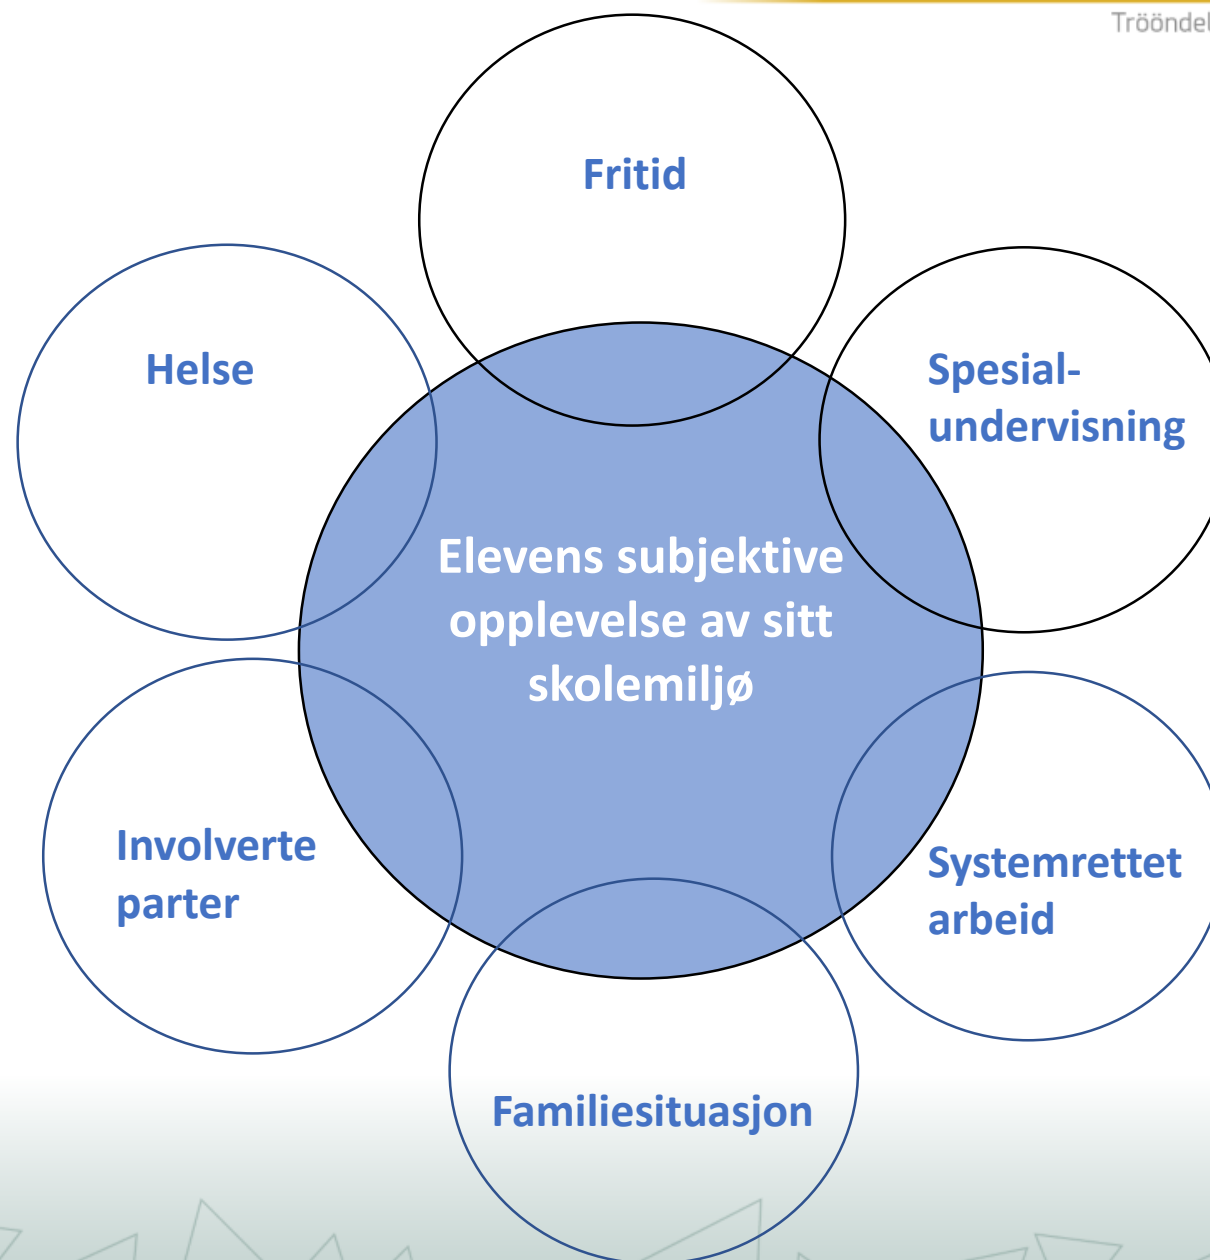 Fritid
Helse
Spesial-
undervisning
Elevens subjektive
opplevelse av sitt
skolemiljø
Involverte
parter
Systemrettet
arbeid
Familiesituasjon